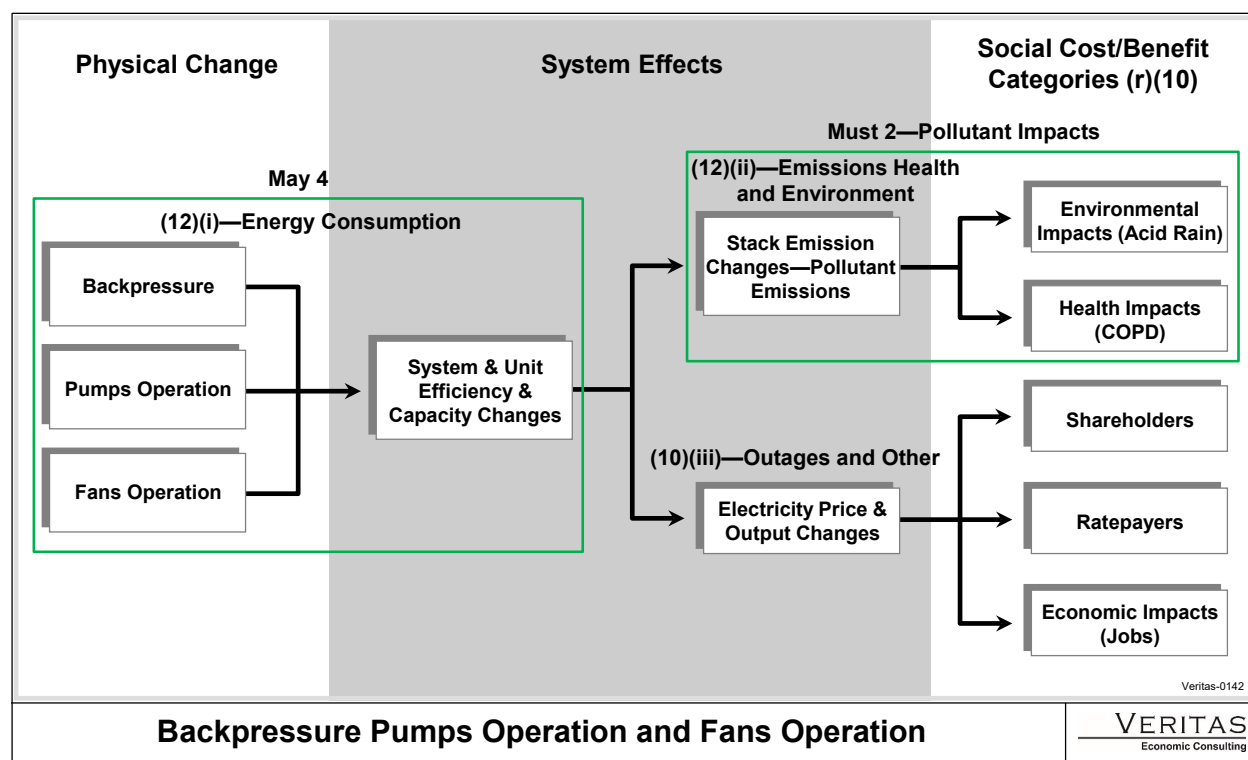 Physical Change
System Effects
Social Cost/Benefit
Categories (r)(10)
Must 2—Pollutant Impacts
May 4
(12)(i)—Energy Consumption
(12)(ii)—Emissions Health
and Environment
Backpressure
Pumps Operation
Fans Operation
System & Unit
Efficiency &
Capacity Changes
Stack Emission
Changes—Pollutant
Emissions
Environmental
Impacts (Acid Rain)
Health Impacts
(COPD)
(10)(iii)—Outages and Other
Electricity Price &
Output Changes
Shareholders
Ratepayers
Economic Impacts
(Jobs)
Veritas-0142
Backpressure Pumps Operation and Fans Operation
VERITAS
Economic Consulting